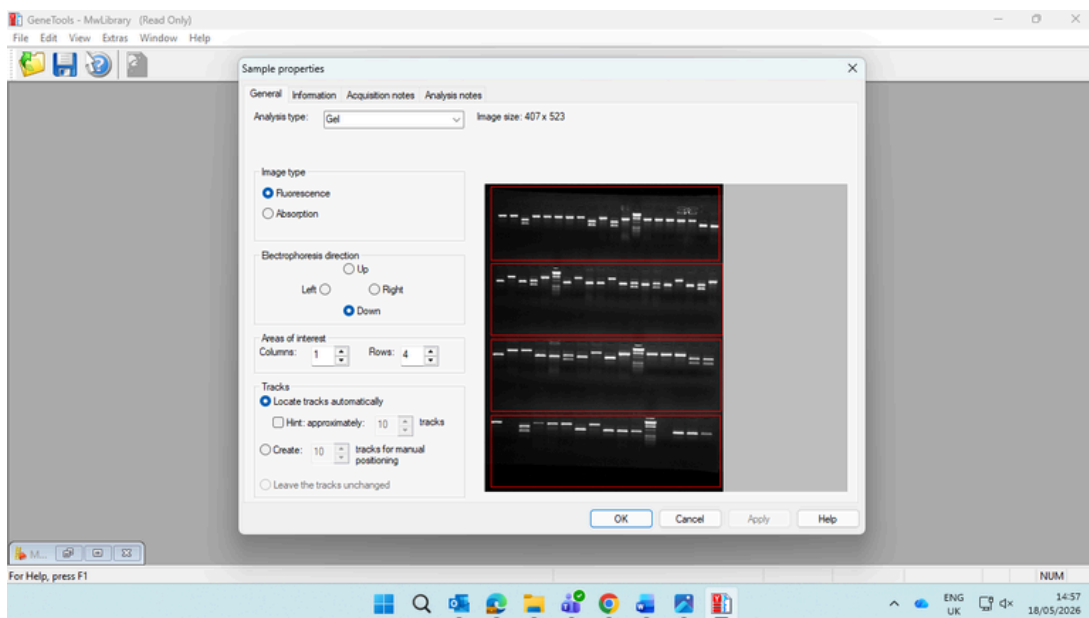 GeneTools - MwLibrary (Read Only)
File Edit View Extras Window Help
Sample properties
General Information Acquisition notes Analysis notes
Analysis type: Gel Image size: 407 x 523
Image type
Fluorescence
Absorption
Electrophoresis direction
Up
Left Right
Down
Areas of interest
Columns: 1 Rows: 4
Tracks
Locate tracks automatically
Hint: approximately: 10 tracks
Create: 10 tracks for manual
positioning
Leave the tracks unchanged
OK Cancel Apply Help
M...
For Help, press F1
NUM
ENG
UK
14:57
18/05/2026